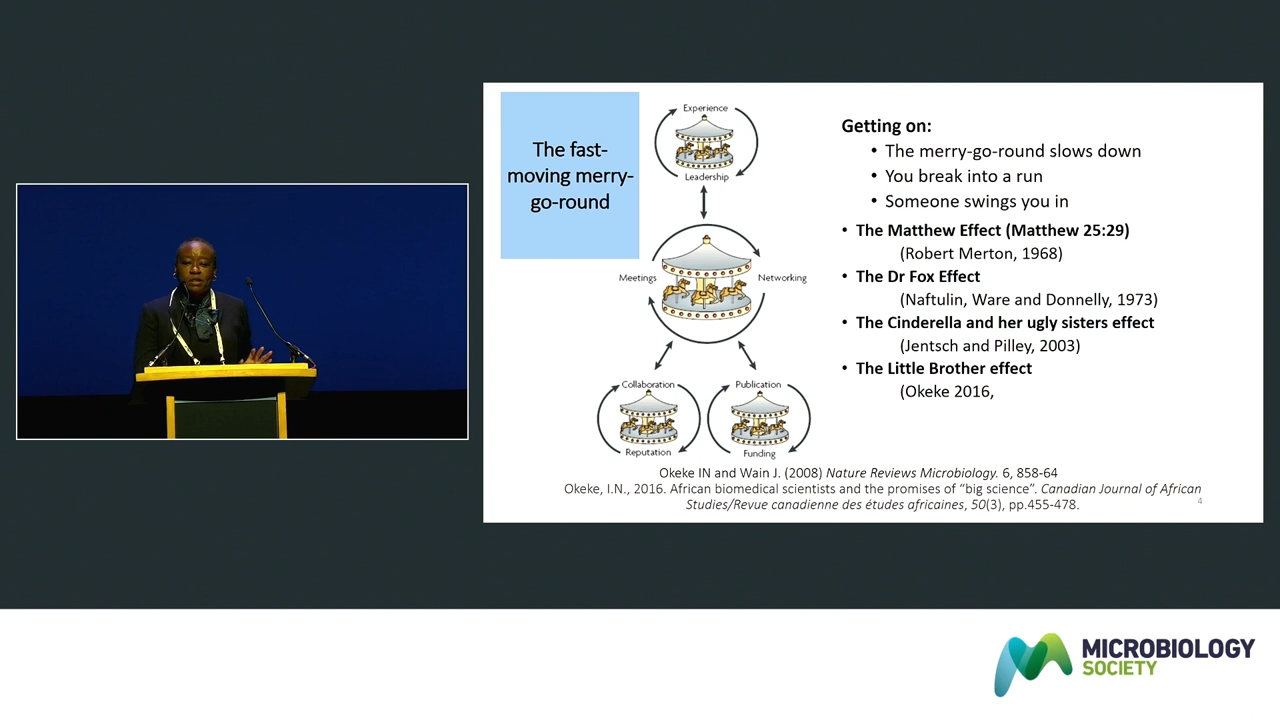 The fast-
moving merry-
go-round
Experience
Leadership
Meetings
Networking
Collaboration
Reputation
Publication
Funding
Getting on:
• The merry-go-round slows down
• You break into a run
• Someone swings you in
• The Matthew Effect (Matthew 25:29)
(Robert Merton, 1968)
• The Dr Fox Effect
(Naftulin, Ware and Donnelly, 1973)
• The Cinderella and her ugly sisters effect
(Jentsch and Pilley, 2003)
• The Little Brother effect
(Okeke 2016,
Okeke IN and Wain J. (2008) Nature Reviews Microbiology. 6, 858-64
Okeke, I.N., 2016. African biomedical scientists and the promises of “big science”. Canadian Journal of African
Studies/Revue canadienne des études africaines, 50(3), pp.455-478.
4
MICROBIOLOGY
SOCIETY